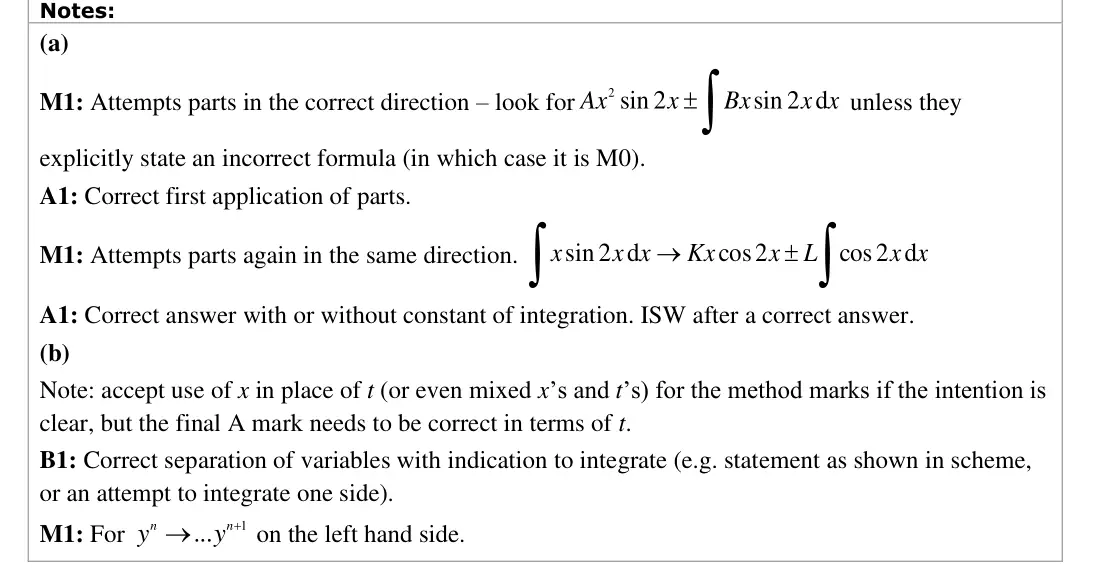 Notes:
(a)
M1: Attempts parts in the correct direction – look for Ax² sin 2x ± ∫ Bx sin 2x dx unless they
explicitly state an incorrect formula (in which case it is M0).
A1: Correct first application of parts.
M1: Attempts parts again in the same direction. ∫ x sin 2x dx → Kx cos 2x ± L ∫ cos 2x dx
A1: Correct answer with or without constant of integration. ISW after a correct answer.
(b)
Note: accept use of x in place of t (or even mixed x’s and t’s) for the method marks if the intention is
clear, but the final A mark needs to be correct in terms of t.
B1: Correct separation of variables with indication to integrate (e.g. statement as shown in scheme,
or an attempt to integrate one side).
M1: For yⁿ → ...yⁿ⁺¹ on the left hand side.